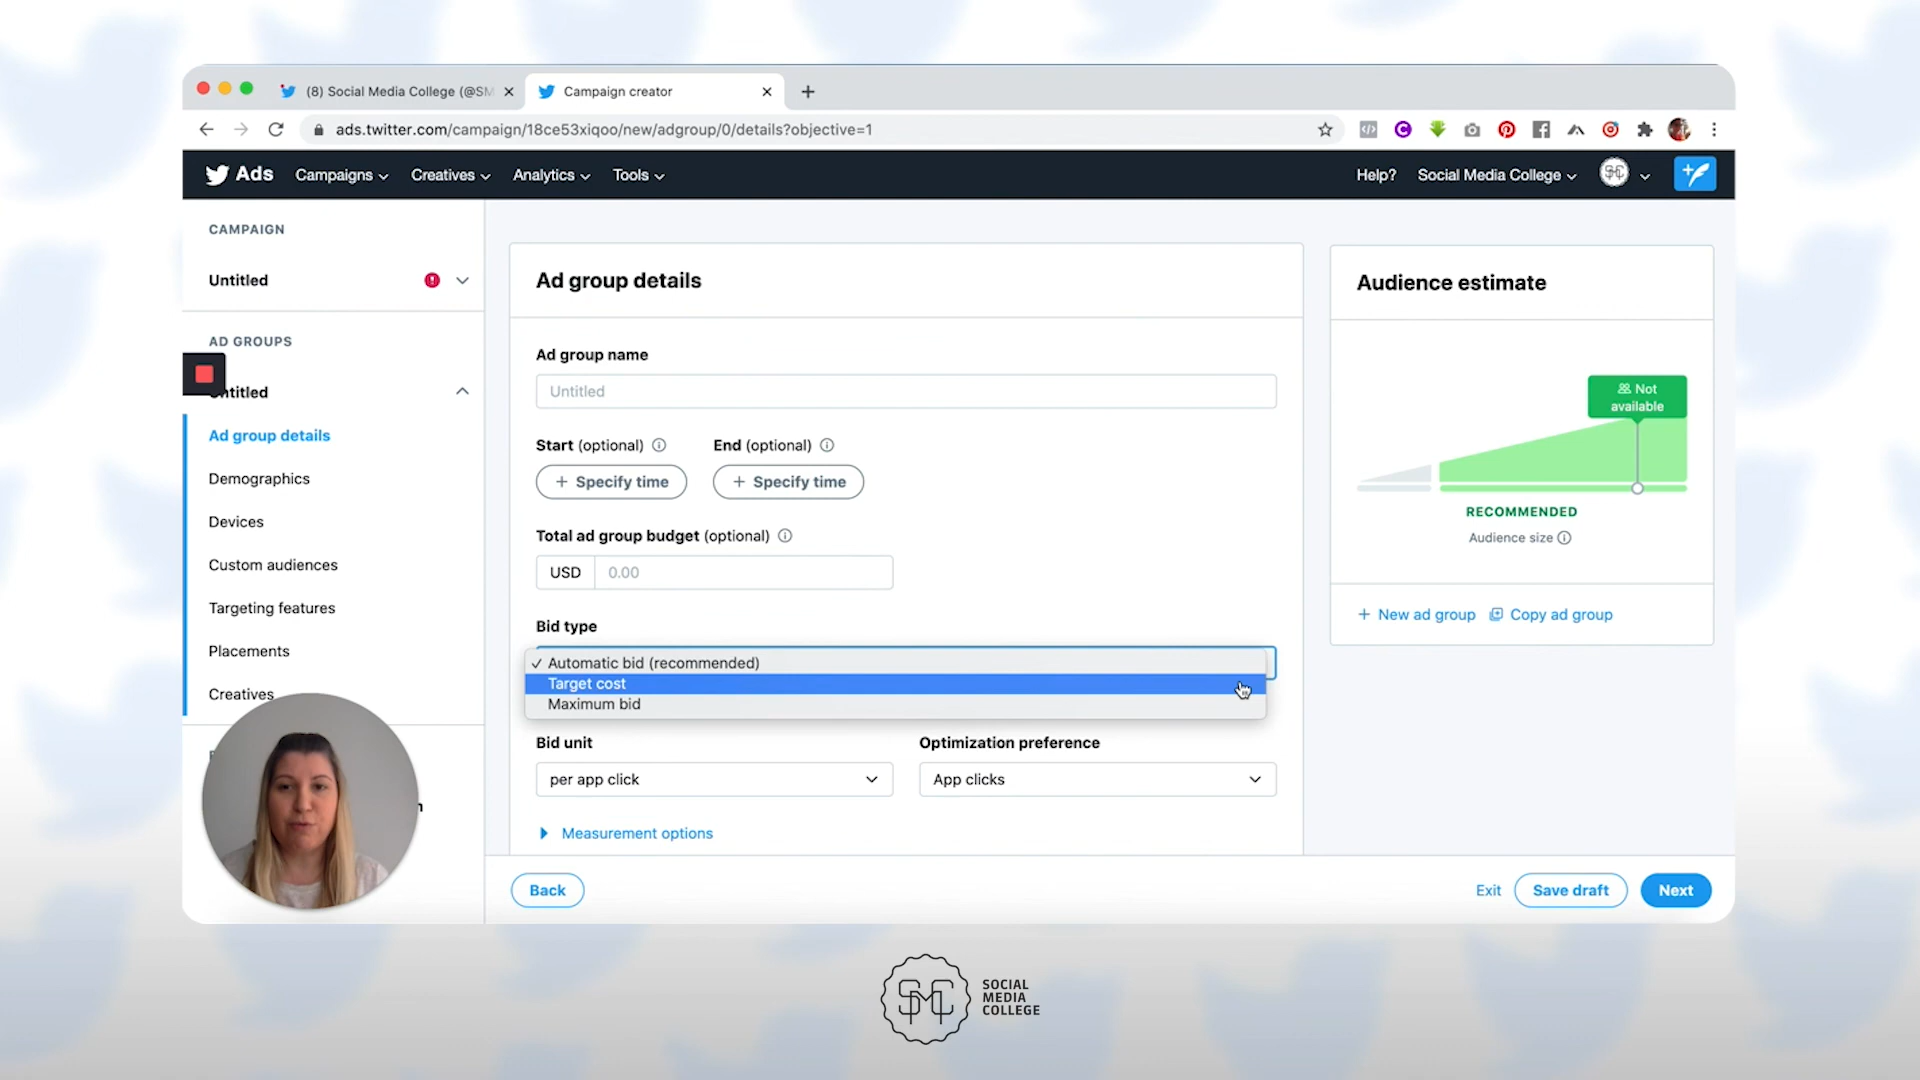 (8) Social Media College (@SM
Campaign creator
ads.twitter.com/campaign/18ce53xiqoo/new/adgroup/0/details?objective=1
Ads Campaigns Creatives Analytics Tools Help? Social Media College
CAMPAIGN
Untitled
AD GROUPS
Untitled
Ad group details
Demographics
Devices
Custom audiences
Targeting features
Placements
Creatives
Ad group details
Ad group name
Untitled
Start (optional) End (optional)
+ Specify time + Specify time
Total ad group budget (optional)
USD 0.00
Bid type
✓ Automatic bid (recommended)
Target cost
Maximum bid
Bid unit Optimization preference
per app click App clicks
Measurement options
Back Exit Save draft Next
Audience estimate
Not
available
RECOMMENDED
Audience size
+ New ad group Copy ad group
SMC
SOCIAL
MEDIA
COLLEGE